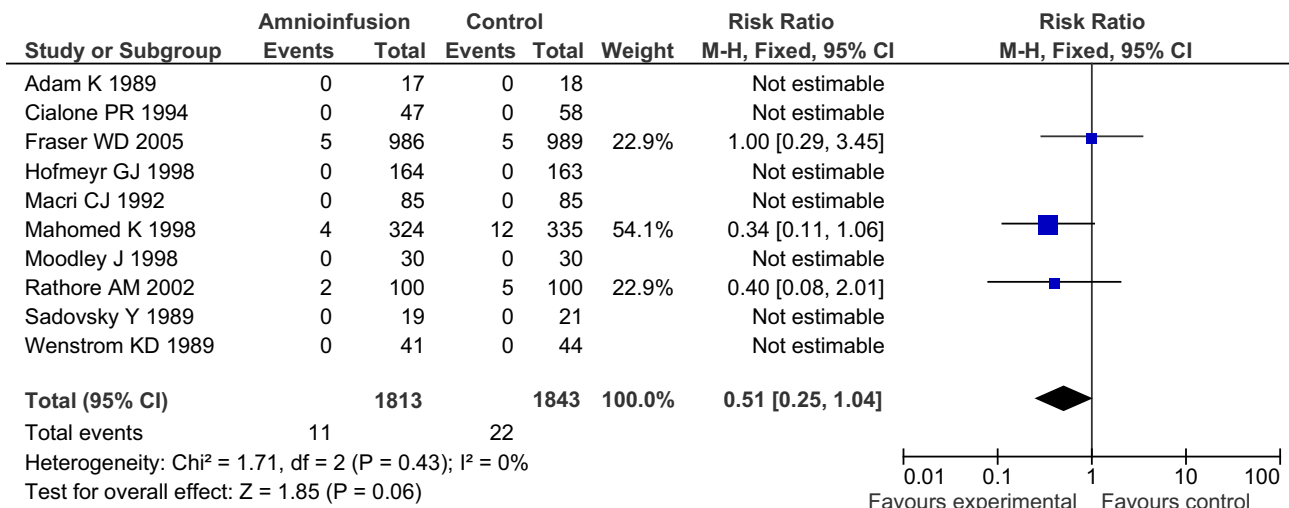 Amnioinfusion Control Risk Ratio Risk Ratio
Study or Subgroup Events Total Events Total Weight M-H, Fixed, 95% CI M-H, Fixed, 95% CI
Adam K 1989 0 17 0 18 Not estimable
Cialone PR 1994 0 47 0 58 Not estimable
Fraser WD 2005 5 986 5 989 22.9% 1.00 [0.29, 3.45]
Hofmeyr GJ 1998 0 164 0 163 Not estimable
Macri CJ 1992 0 85 0 85 Not estimable
Mahomed K 1998 4 324 12 335 54.1% 0.34 [0.11, 1.06]
Moodley J 1998 0 30 0 30 Not estimable
Rathore AM 2002 2 100 5 100 22.9% 0.40 [0.08, 2.01]
Sadovsky Y 1989 0 19 0 21 Not estimable
Wenstrom KD 1989 0 41 0 44 Not estimable
Total (95% CI) 1813 1843 100.0% 0.51 [0.25, 1.04]
Total events 11 22
Heterogeneity: Chi² = 1.71, df = 2 (P = 0.43); I² = 0%
Test for overall effect: Z = 1.85 (P = 0.06)
0.01 0.1 1 10 100
Favours experimental Favours control